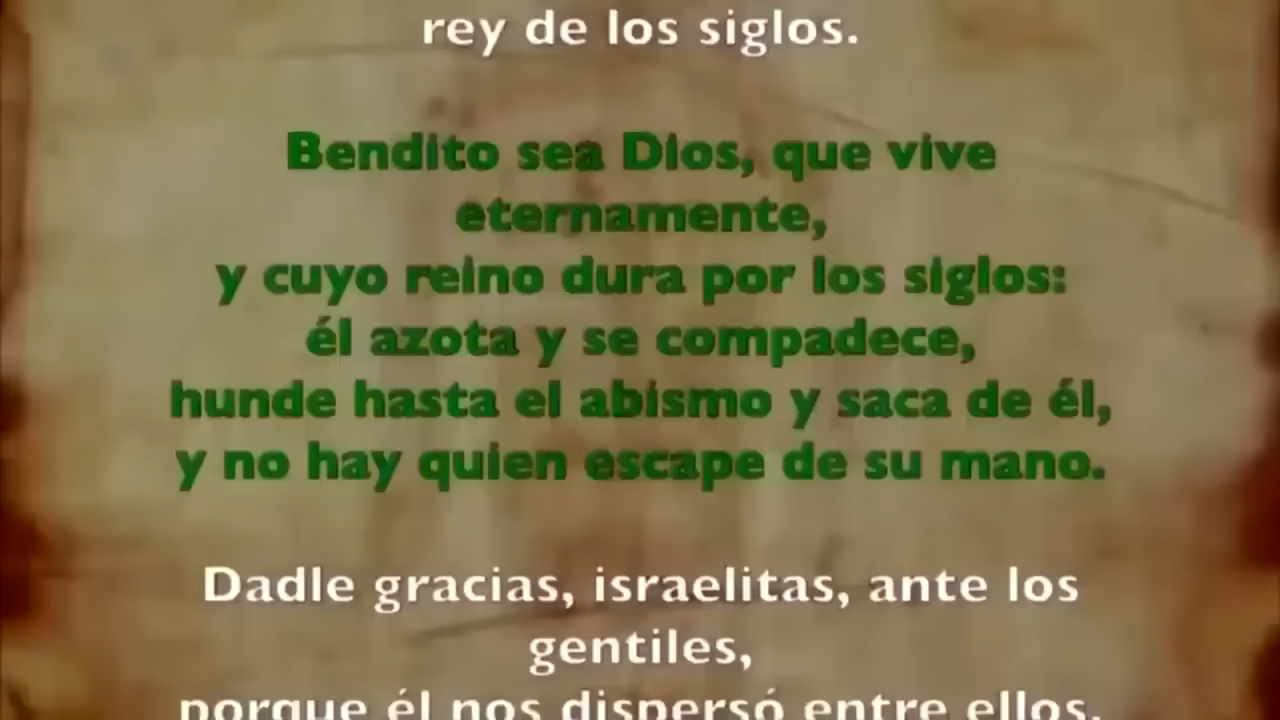 rey de los siglos.
Bendito sea Dios, que vive
eternamente,
y cuyo reino dura por los siglos:
él azota y se compadece,
hunde hasta el abismo y saca de él,
y no hay quien escape de su mano.
Dadle gracias, israelitas, ante los
gentiles,
porque él nos dispersó entre ellos.